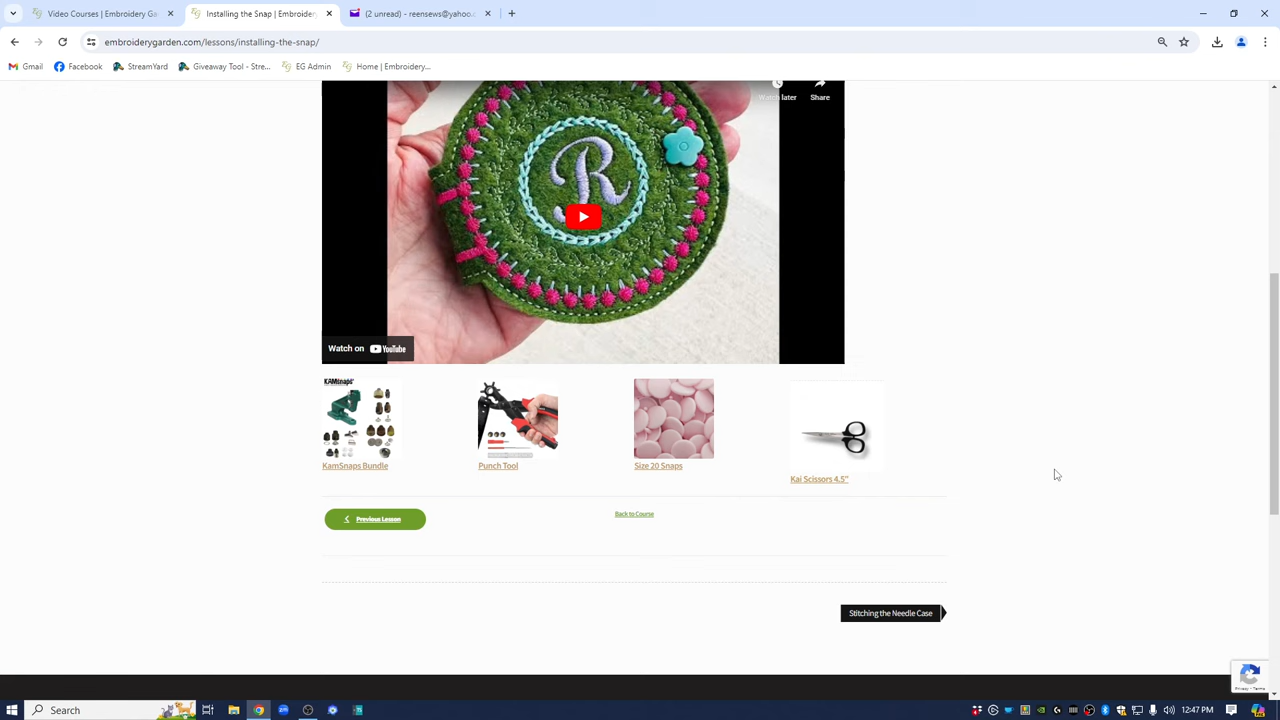 Video Courses | Embroidery Ga
Installing the Snap | Embroidery
(2 unread) - reensews@yahoo.c
embroiderygarden.com/lessons/installing-the-snap/
Gmail
Facebook
StreamYard
Giveaway Tool - Stre...
EG Admin
Home | Embroidery...
Watch later
Share
R
Watch on YouTube
KAMsnaps
KamSnaps Bundle
Punch Tool
Size 20 Snaps
Kai Scissors 4.5"
Previous Lesson
Back to Course
Stitching the Needle Case
Privacy - Terms
Search
12:47 PM